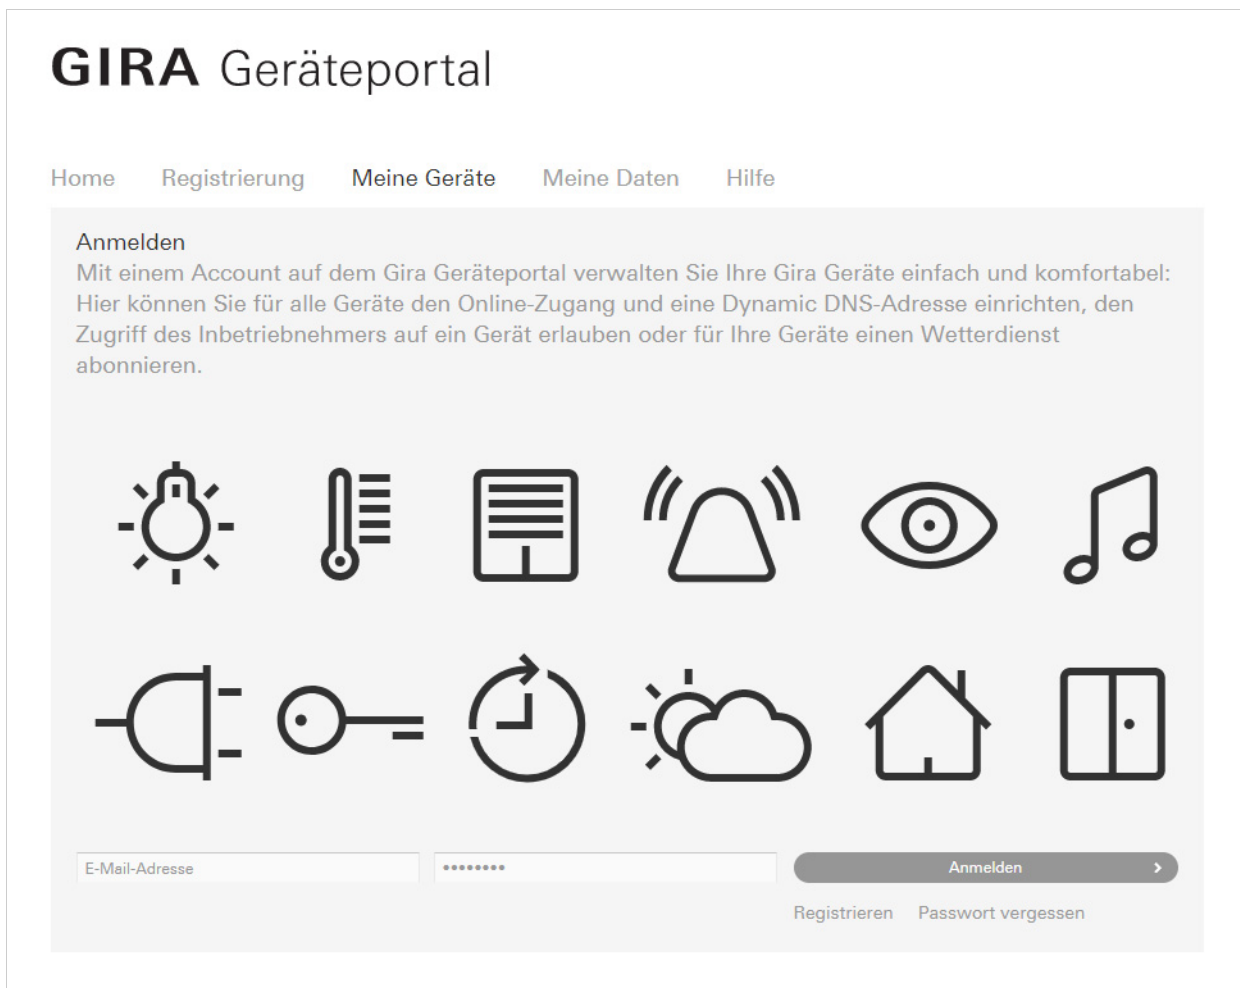 GIRA Geräteportal
Home Registrierung Meine Geräte Meine Daten Hilfe
Anmelden
Mit einem Account auf dem Gira Geräteportal verwalten Sie Ihre Gira Geräte einfach und komfortabel:
Hier können Sie für alle Geräte den Online-Zugang und eine Dynamic DNS-Adresse einrichten, den
Zugriff des Inbetriebnehmers auf ein Gerät erlauben oder für Ihre Geräte einen Wetterdienst
abonnieren.
E-Mail-Adresse •••••••• Anmelden
Registrieren Passwort vergessen